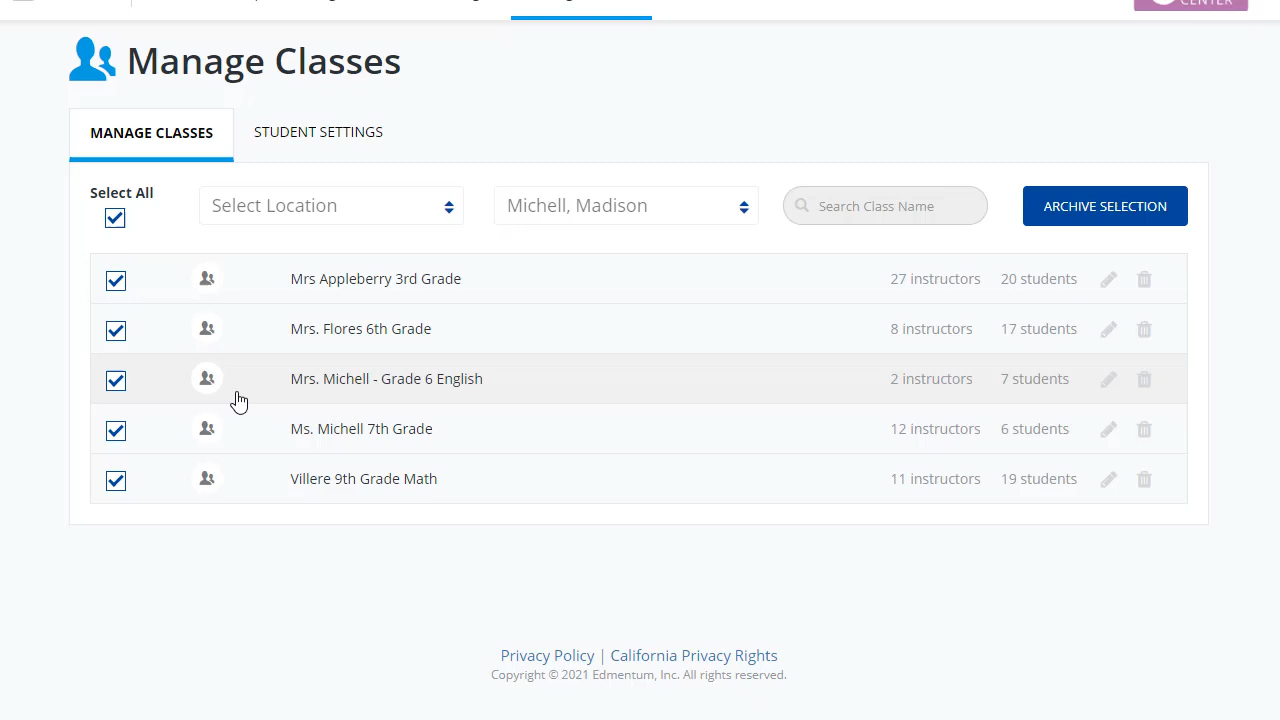 CENTER
Manage Classes
MANAGE CLASSES
STUDENT SETTINGS
Select All
Select Location
Michell, Madison
Search Class Name
ARCHIVE SELECTION
Mrs Appleberry 3rd Grade 27 instructors 20 students
Mrs. Flores 6th Grade 8 instructors 17 students
Mrs. Michell - Grade 6 English 2 instructors 7 students
Ms. Michell 7th Grade 12 instructors 6 students
Villere 9th Grade Math 11 instructors 19 students
Privacy Policy | California Privacy Rights
Copyright © 2021 Edmentum, Inc. All rights reserved.